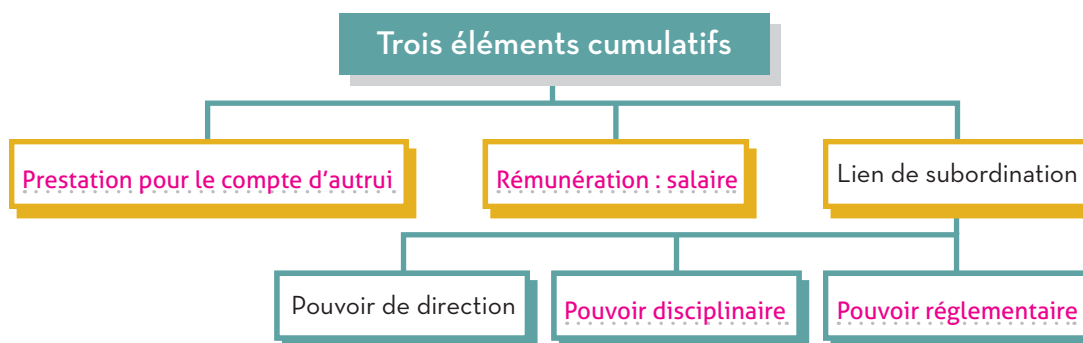 Trois éléments cumulatifs
Prestation pour le compte d'autrui
Rémunération : salaire
Lien de subordination
Pouvoir de direction
Pouvoir disciplinaire
Pouvoir réglementaire